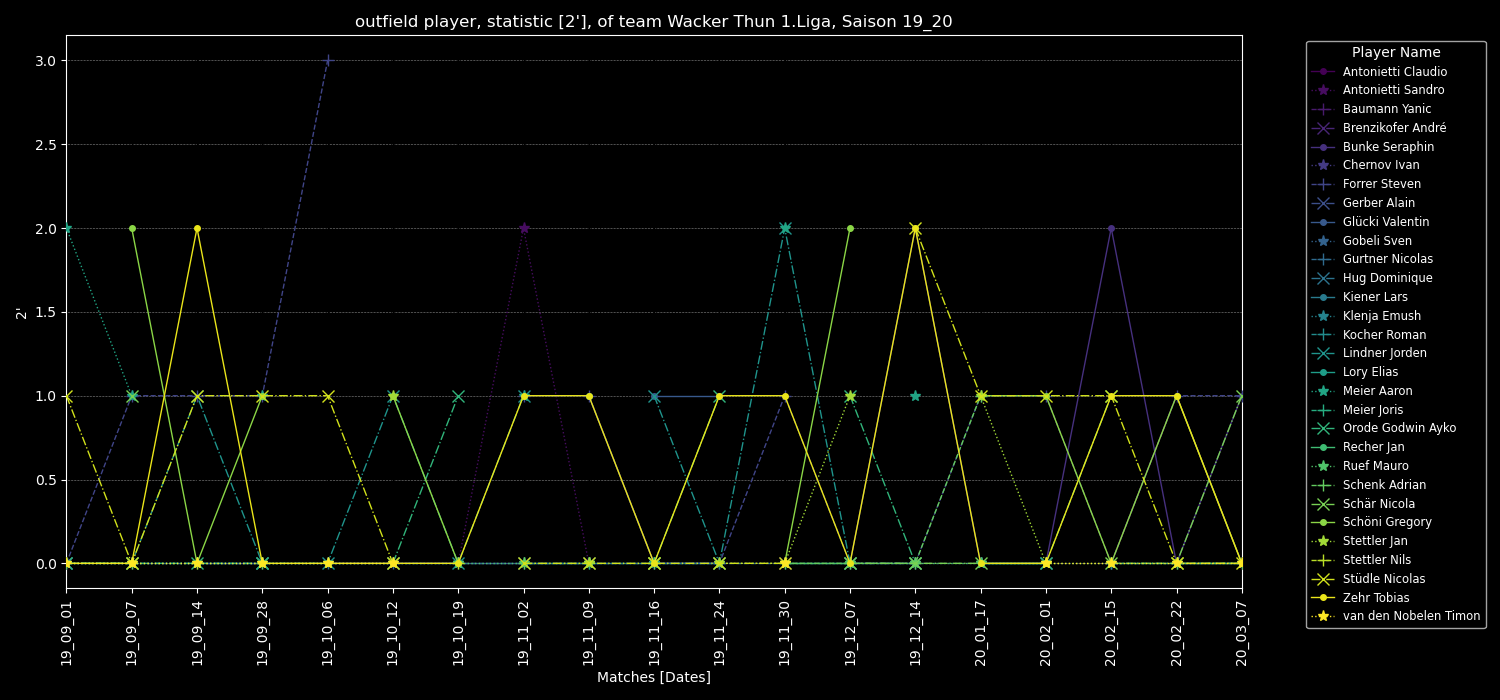 outfield player, statistic [2'], of team Wacker Thun 1.Liga, Saison 19_20
3.0
2.5
2.0
1.5
1.0
0.5
0.0
2'
19_09_01
19_09_07
19_09_14
19_09_28
19_10_06
19_10_12
19_10_19
19_11_02
19_11_09
19_11_16
19_11_24
19_11_30
19_12_07
19_12_14
20_01_17
20_02_01
20_02_15
20_02_22
20_03_07
Matches [Dates]
Player Name
Antonietti Claudio
Antonietti Sandro
Baumann Yanic
Brenzikofer André
Bunke Seraphin
Chernov Ivan
Forrer Steven
Gerber Alain
Glücki Valentin
Gobeli Sven
Gurtner Nicolas
Hug Dominique
Kiener Lars
Klenja Emush
Kocher Roman
Lindner Jorden
Lory Elias
Meier Aaron
Meier Joris
Orode Godwin Ayko
Recher Jan
Ruef Mauro
Schenk Adrian
Schär Nicola
Schöni Gregory
Stettler Jan
Stettler Nils
Stüdle Nicolas
Zehr Tobias
van den Nobelen Timon